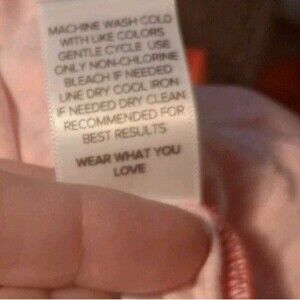 MACHINE WASH COLD
WITH LIKE COLORS
GENTLE CYCLE USE
ONLY NON-CHLORINE
BLEACH IF NEEDED
LINE DRY COOL IRON
IF NEEDED DRY CLEAN
RECOMMENDED FOR
BEST RESULTS
WEAR WHAT YOU
LOVE